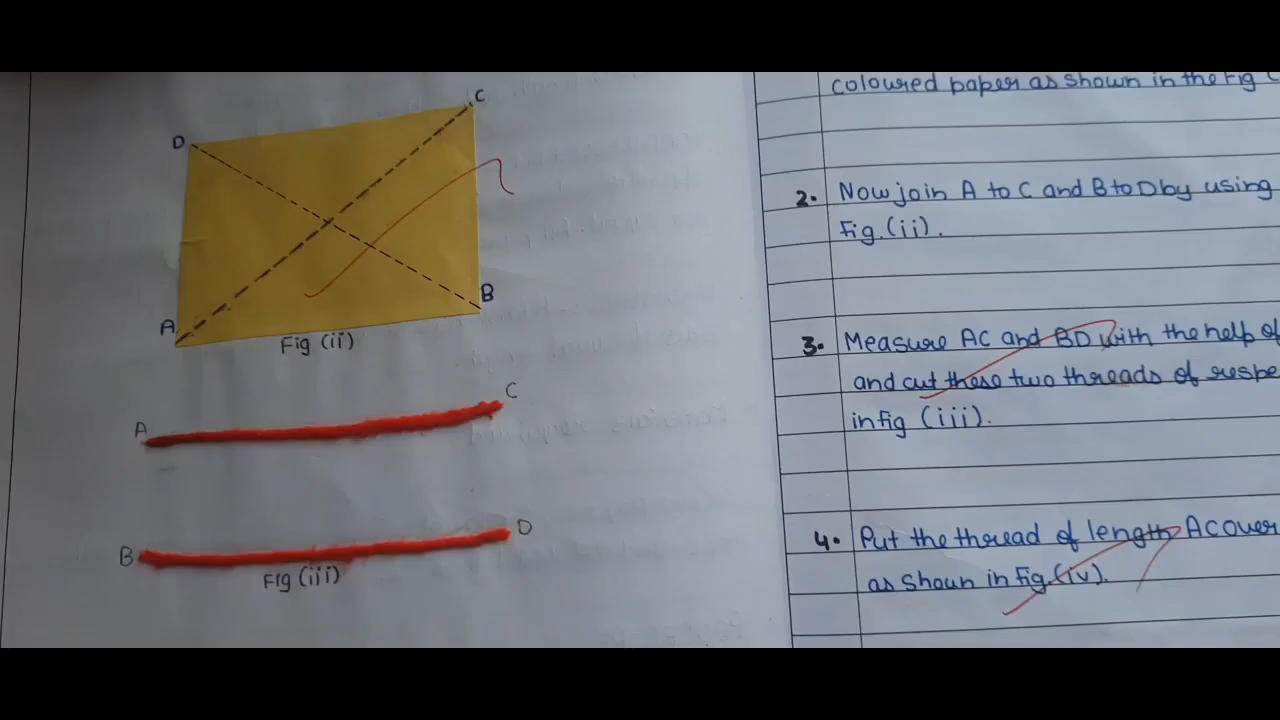 D
C
A
B
Fig (ii)
A
C
B
D
Fig (iii)
coloured paper as shown in the Fig
2. Now join A to C and B to D by using
Fig. (ii).
3. Measure AC and BD with the help of
and cut these two threads of
in fig (iii).
4. Put the thread of length AC over
as shown in Fig (iv).